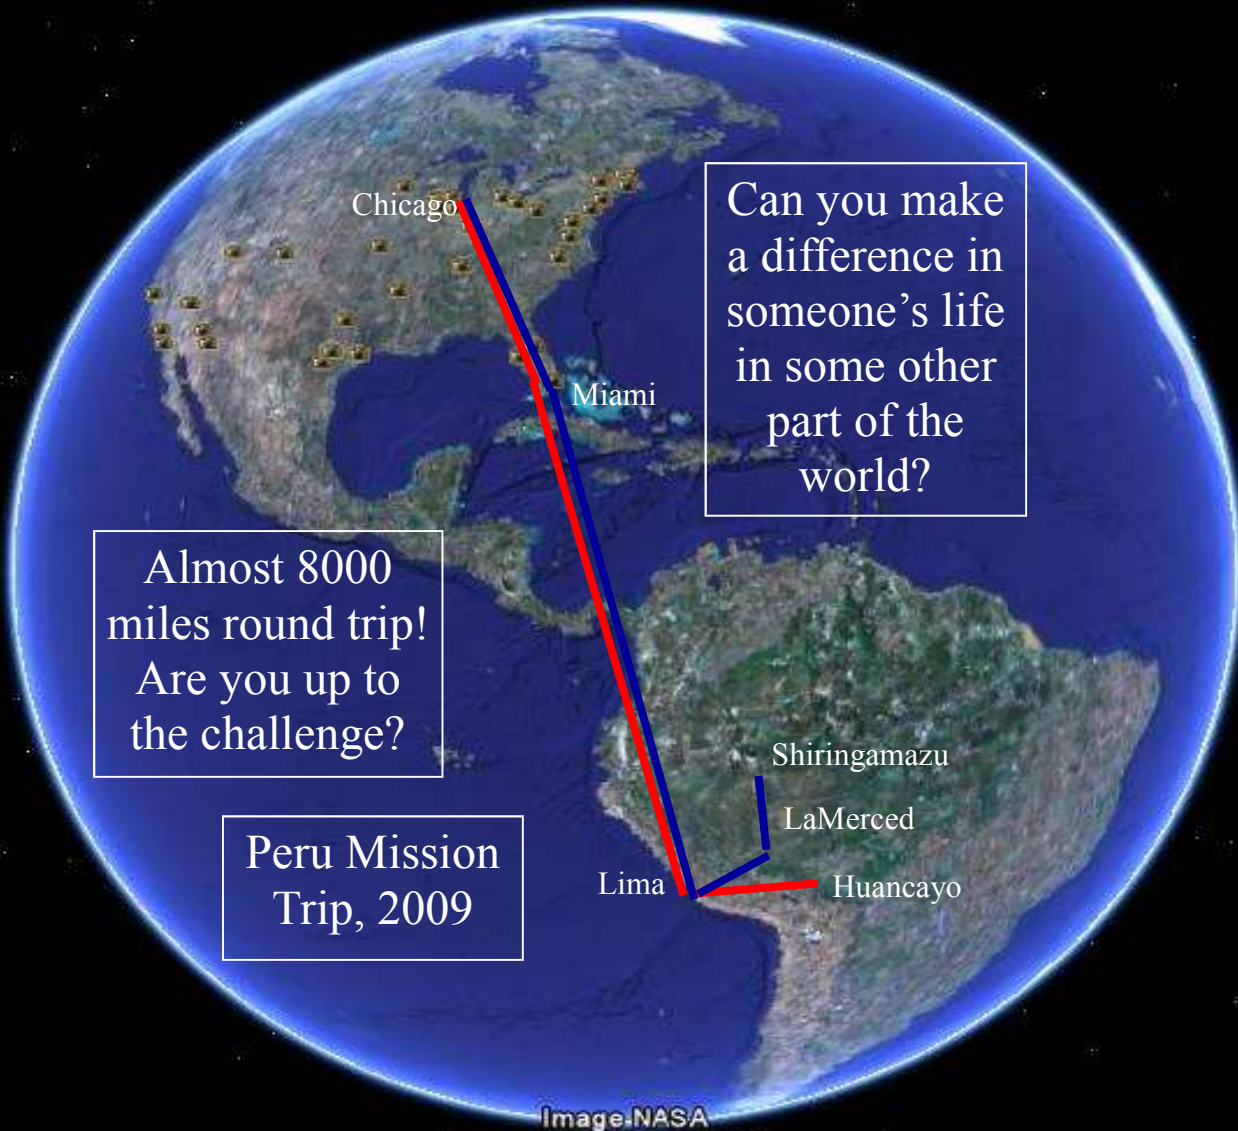 Chicago
Can you make
a difference in
someone’s life
in some other
part of the
world?
Miami
Almost 8000
miles round trip!
Are you up to
the challenge?
Shiringamazu
LaMerced
Peru Mission
Trip, 2009
Lima
Huancayo
Image NASA